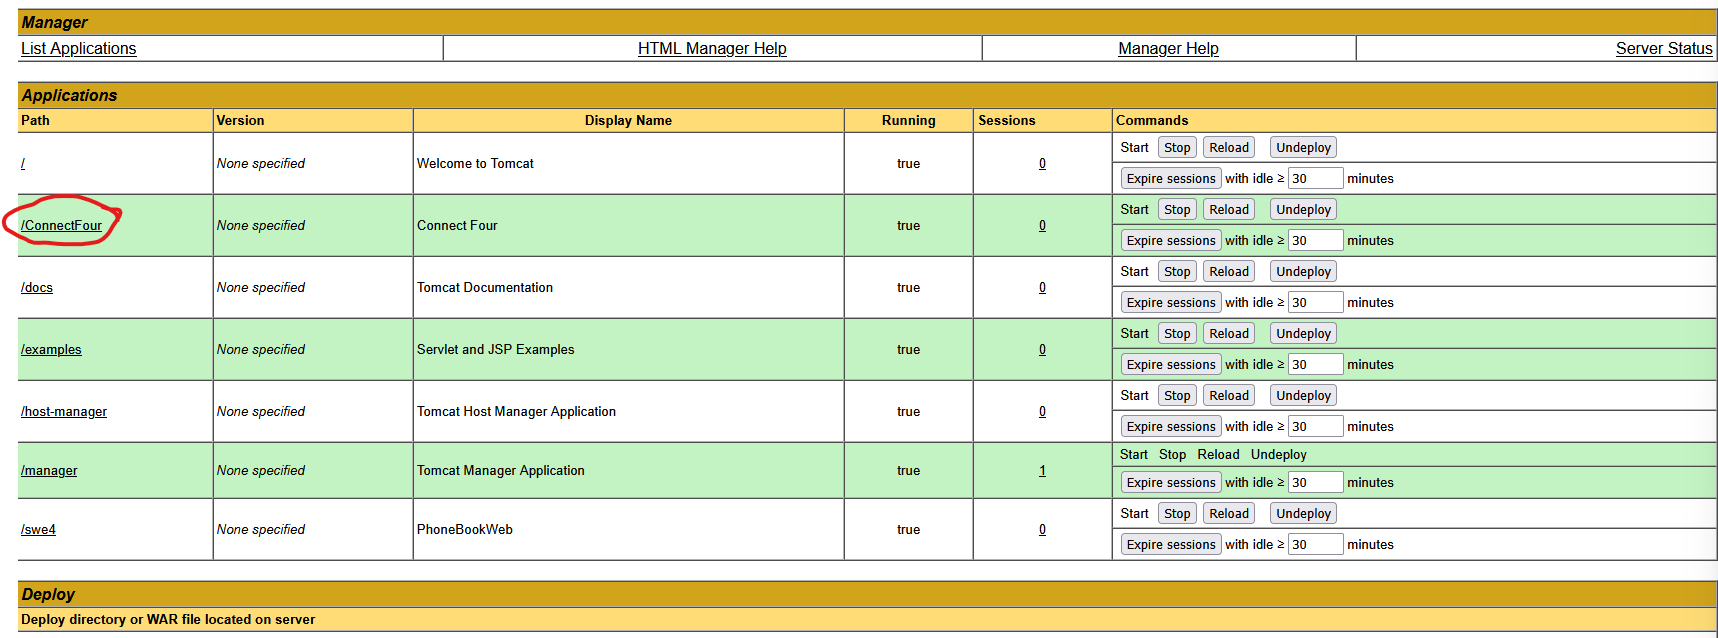 Manager
List Applications HTML Manager Help Manager Help Server Status
Applications
Path Version Display Name Running Sessions Commands
/ None specified Welcome to Tomcat true 0 Start Stop Reload Undeploy
Expire sessions with idle ≥ 30 minutes
/ConnectFour None specified Connect Four true 0 Start Stop Reload Undeploy
Expire sessions with idle ≥ 30 minutes
/docs None specified Tomcat Documentation true 0 Start Stop Reload Undeploy
Expire sessions with idle ≥ 30 minutes
/examples None specified Servlet and JSP Examples true 0 Start Stop Reload Undeploy
Expire sessions with idle ≥ 30 minutes
/host-manager None specified Tomcat Host Manager Application true 0 Start Stop Reload Undeploy
Expire sessions with idle ≥ 30 minutes
/manager None specified Tomcat Manager Application true 1 Start Stop Reload Undeploy
Expire sessions with idle ≥ 30 minutes
/swe4 None specified PhoneBookWeb true 0 Start Stop Reload Undeploy
Expire sessions with idle ≥ 30 minutes
Deploy
Deploy directory or WAR file located on server